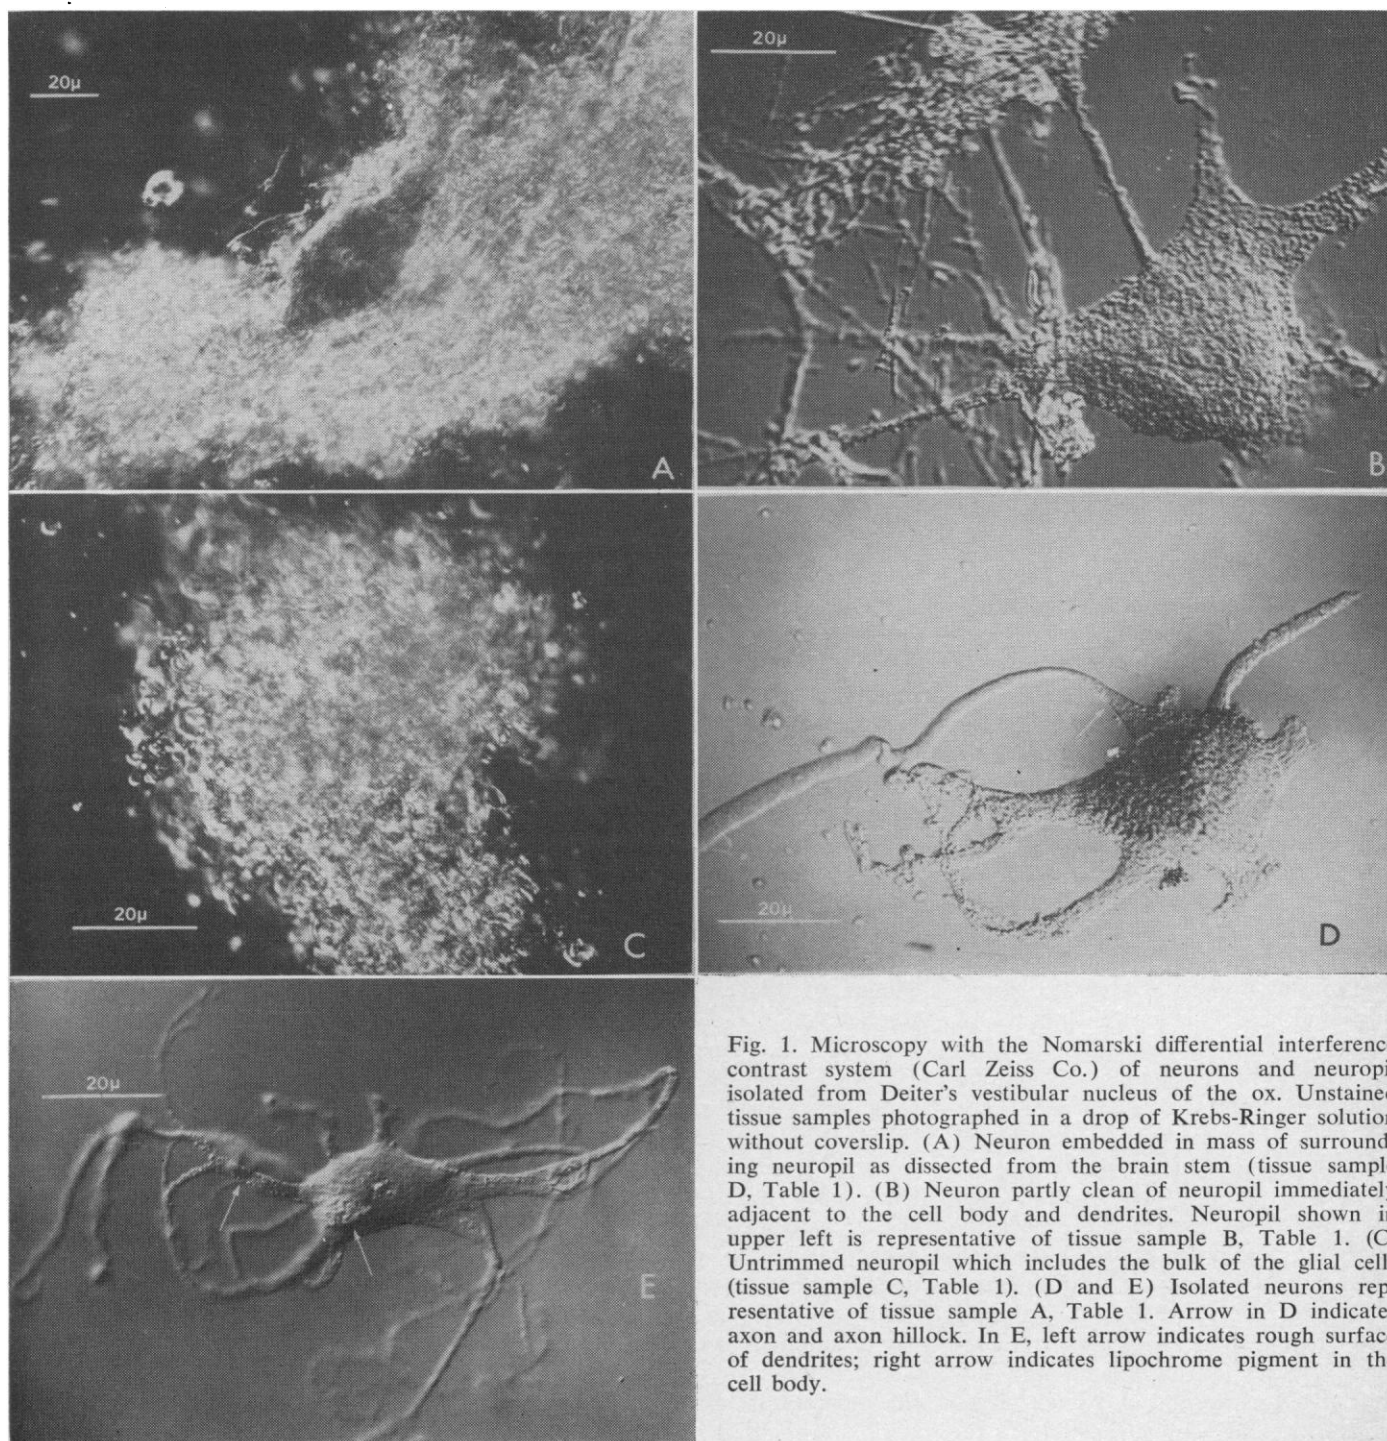 20μ
A
20μ
B
20μ
C
20μ
D
20μ
E
Fig. 1. Microscopy with the Nomarski differential interferenc
contrast system (Carl Zeiss Co.) of neurons and neuropi
isolated from Deiter's vestibular nucleus of the ox. Unstaine
tissue samples photographed in a drop of Krebs-Ringer solution
without coverslip. (A) Neuron embedded in mass of surround
ing neuropil as dissected from the brain stem (tissue sampl
D, Table 1). (B) Neuron partly clean of neuropil immediatel
adjacent to the cell body and dendrites. Neuropil shown i
upper left is representative of tissue sample B, Table 1. (C
Untrimmed neuropil which includes the bulk of the glial cell
(tissue sample C, Table 1). (D and E) Isolated neurons rep
resentative of tissue sample A, Table 1. Arrow in D indicate
axon and axon hillock. In E, left arrow indicates rough surfac
of dendrites; right arrow indicates lipochrome pigment in th
cell body.